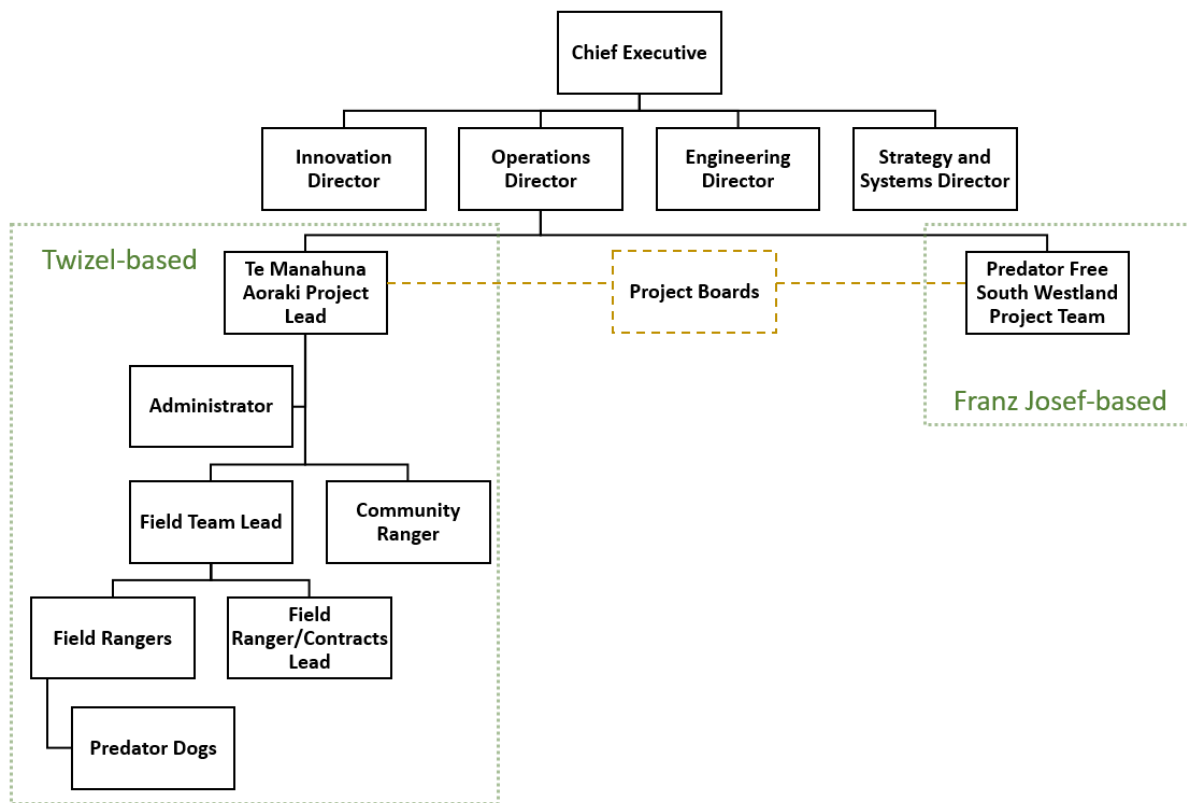 Chief Executive
Innovation
Director
Operations
Director
Engineering
Director
Strategy and
Systems Director
Twizel-based
Te Manahuna
Aoraki Project
Lead
Project Boards
Predator Free
South Westland
Project Team
Franz Josef-based
Administrator
Field Team Lead
Community
Ranger
Field Rangers
Field
Ranger/Contracts
Lead
Predator Dogs